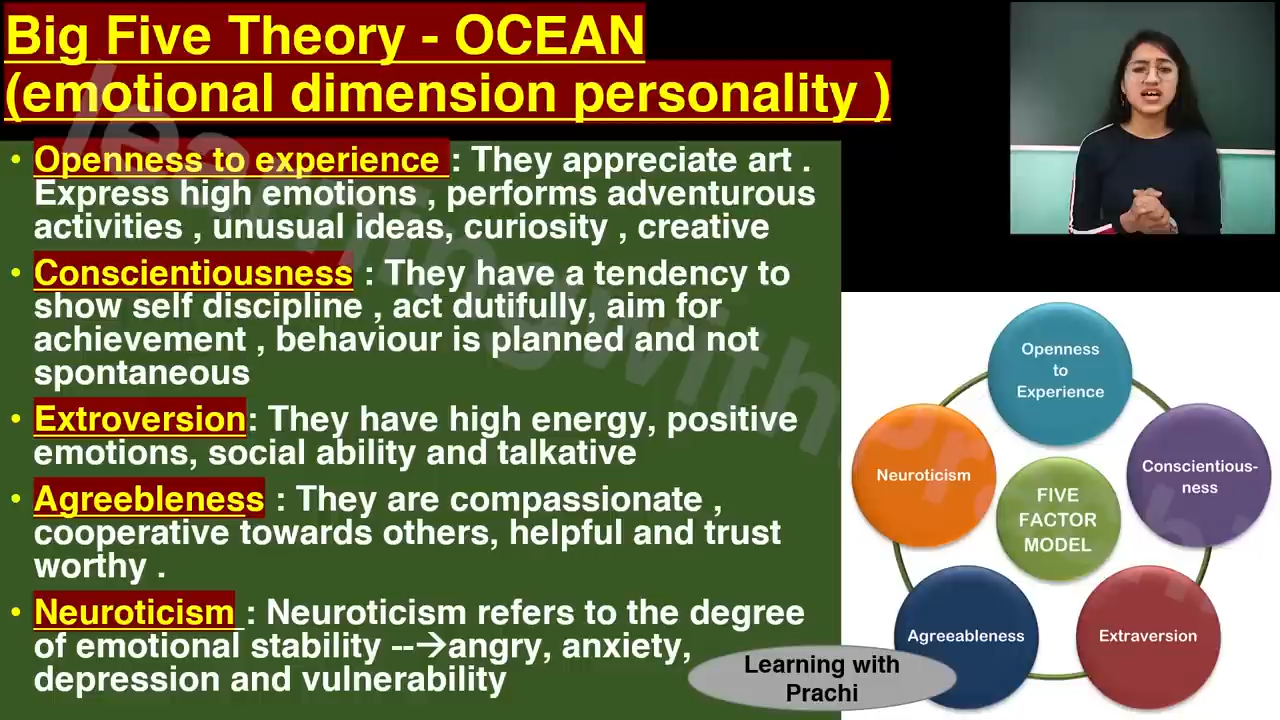 Big Five Theory - OCEAN
(emotional dimension personality )
• Openness to experience : They appreciate art .
Express high emotions , performs adventurous
activities , unusual ideas, curiosity , creative
• Conscientiousness : They have a tendency to
show self discipline , act dutifully, aim for
achievement , behaviour is planned and not
spontaneous
• Extroversion: They have high energy, positive
emotions, social ability and talkative
• Agreebleness : They are compassionate ,
cooperative towards others, helpful and trust
worthy .
• Neuroticism : Neuroticism refers to the degree
of emotional stability --→angry, anxiety,
depression and vulnerability
Openness
to
Experience
Conscientious-
ness
Extraversion
Agreeableness
Neuroticism
FIVE
FACTOR
MODEL
Learning with
Prachi
learning with prachi